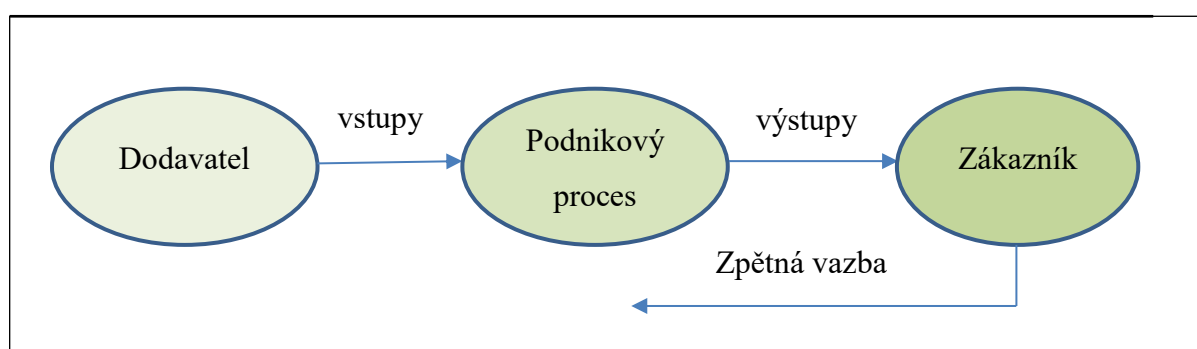 Dodavatel
vstupy
Podnikový
proces
výstupy
Zákazník
Zpětná vazba